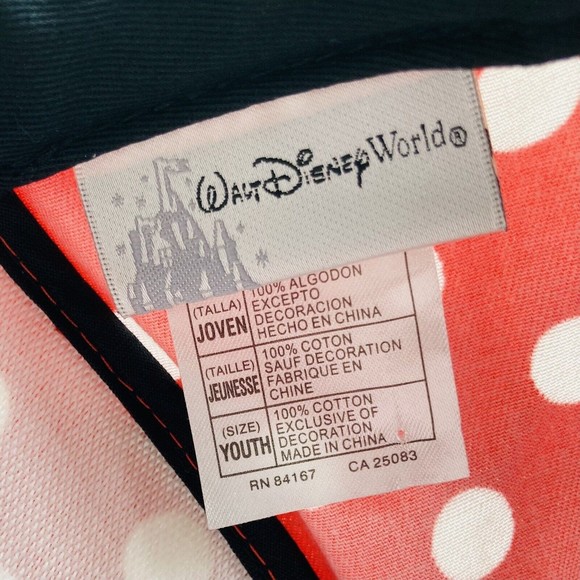 WALT DISNEY World®
(TALLA)
JOVEN
100% ALGODON
EXCEPTO
DECORACION
HECHO EN CHINA
(TAILLE)
JEUNESSE
100% COTON
SAUF DECORATION
FABRIQUE EN
CHINE
(SIZE)
YOUTH
100% COTTON
EXCLUSIVE OF
DECORATION
MADE IN CHINA
RN 84167 CA 25083